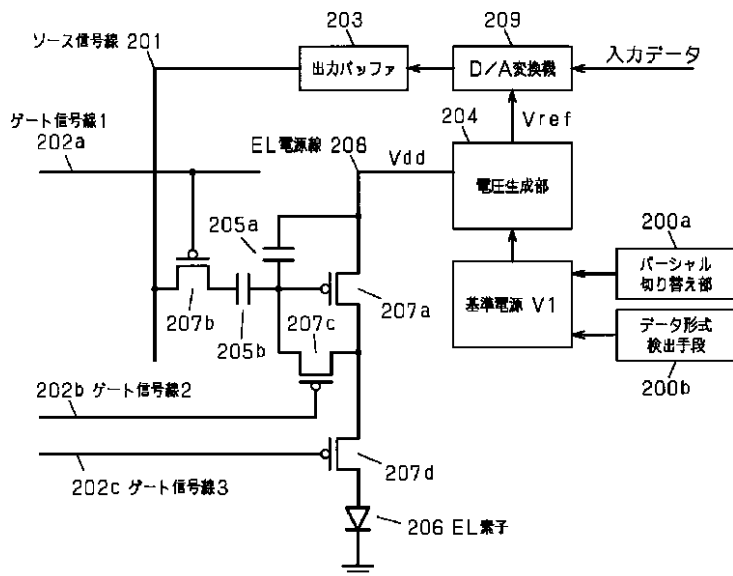 203
209
ソース信号線 201
出力バッファ
D/A変換機
入力データ
ゲート信号線1
202a
204
Vref
EL電源線 208
Vdd
電圧生成部
205a
200a
パーシャル
切り替え部
207b
205b
207c
207a
基準電源 V1
データ形式
検出手段
200b
202b ゲート信号線2
202c ゲート信号線3
207d
206 EL素子